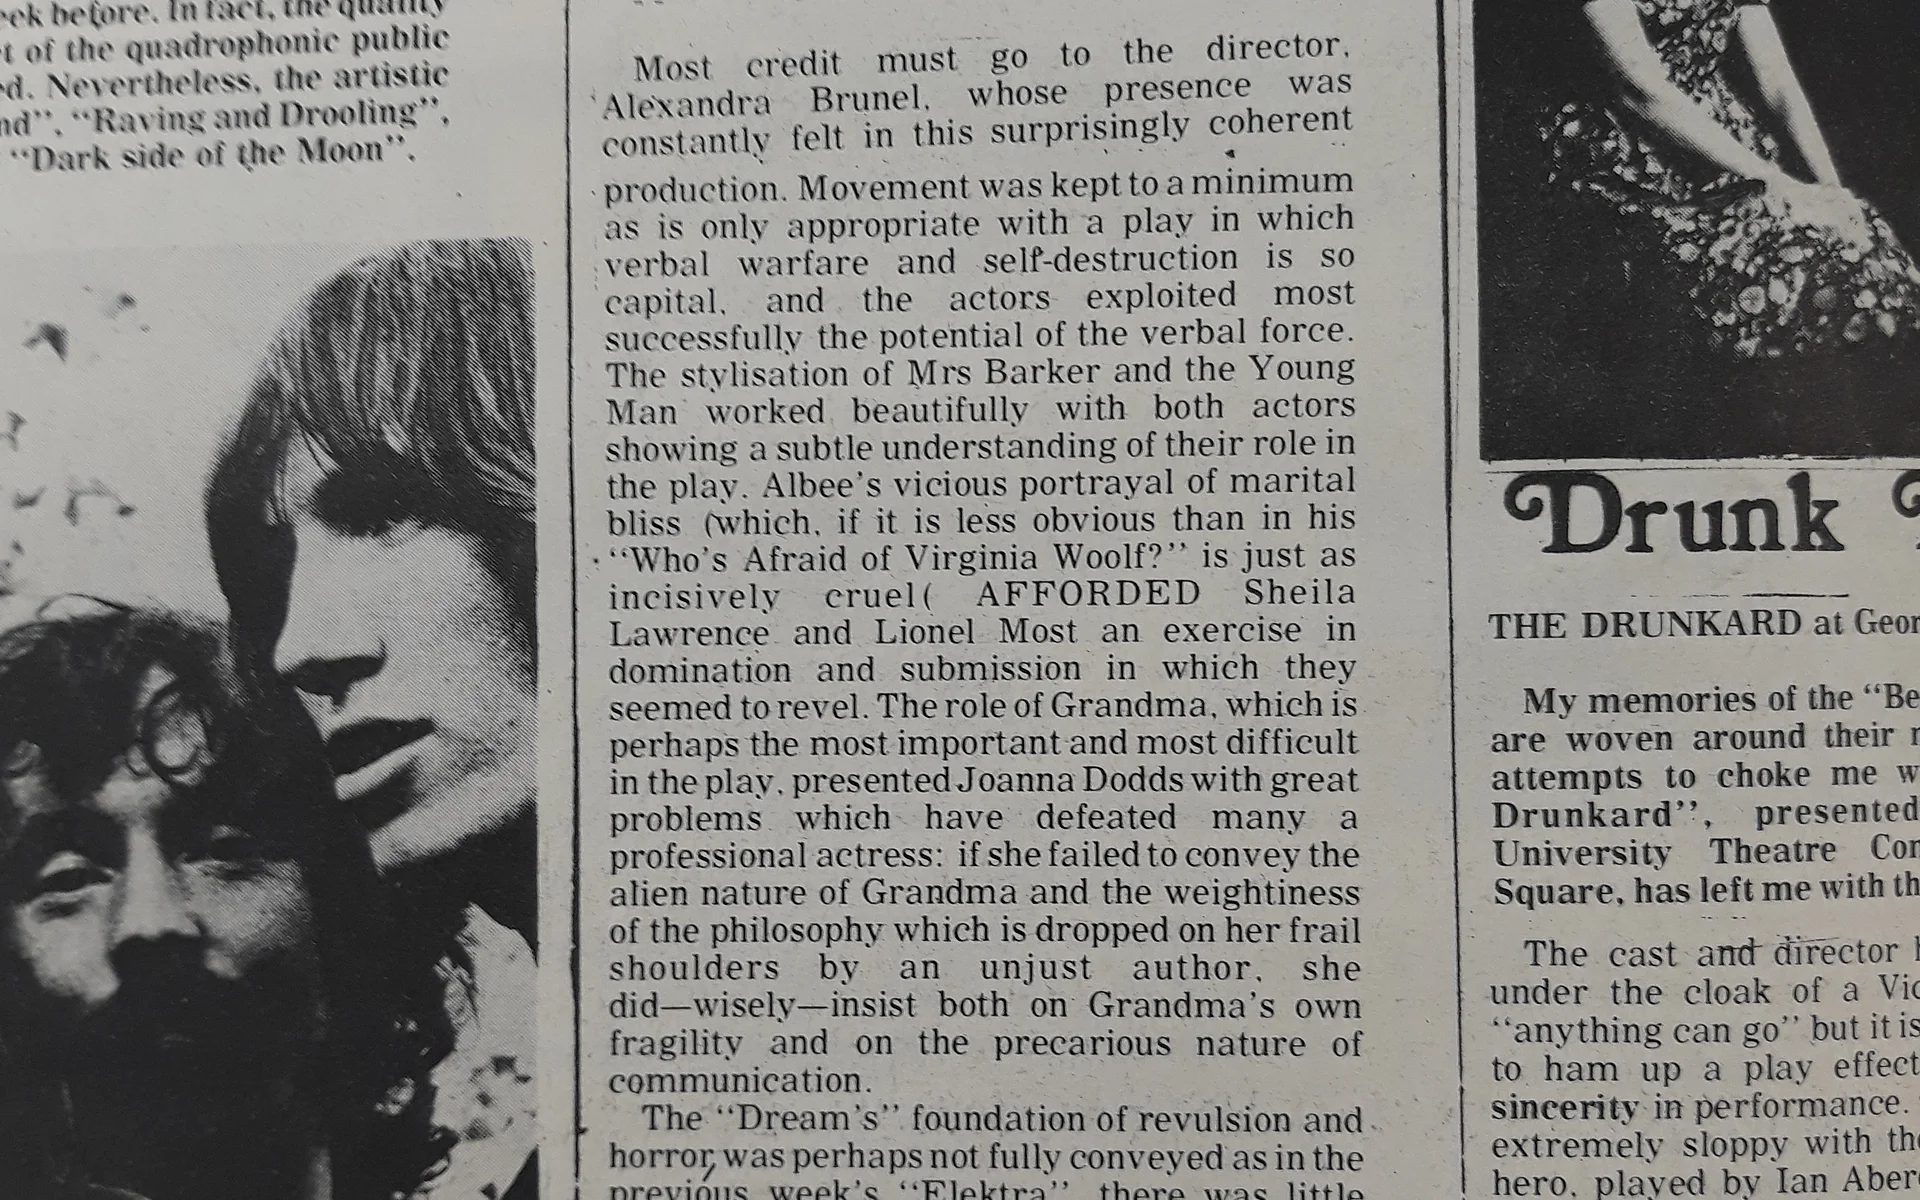 before. In fact, the quality
of the quadrophonic public
Nevertheless, the artistic
“Raving and Drooling”,
“Dark side of the Moon”.
Most credit must go to the director,
Alexandra Brunel, whose presence was
constantly felt in this surprisingly coherent
production. Movement was kept to a minimum
as is only appropriate with a play in which
verbal warfare and self-destruction is so
capital, and the actors exploited most
successfully the potential of the verbal force.
The stylisation of Mrs Barker and the Young
Man worked beautifully with both actors
showing a subtle understanding of their role in
the play. Albee’s vicious portrayal of marital
bliss (which, if it is less obvious than in his
“Who’s Afraid of Virginia Woolf?” is just as
incisively cruel( AFFORDED Sheila
Lawrence and Lionel Most an exercise in
domination and submission in which they
seemed to revel. The role of Grandma, which is
perhaps the most important and most difficult
in the play, presented Joanna Dodds with great
problems which have defeated many a
professional actress: if she failed to convey the
alien nature of Grandma and the weightiness
of the philosophy which is dropped on her frail
shoulders by an unjust author, she
did—wisely—insist both on Grandma’s own
fragility and on the precarious nature of
communication.
The “Dream’s” foundation of revulsion and
horror, was perhaps not fully conveyed as in the
previous week’s “Elektra”, there was little
Drunk
THE DRUNKARD at
My memories of the
are woven around their
attempts to choke me
Drunkard”, presented
University Theatre
Square, has left me with
The cast and director
under the cloak of a
“anything can go” but it is
to ham up a play
sincerity in performance.
extremely sloppy with
hero, played by Ian